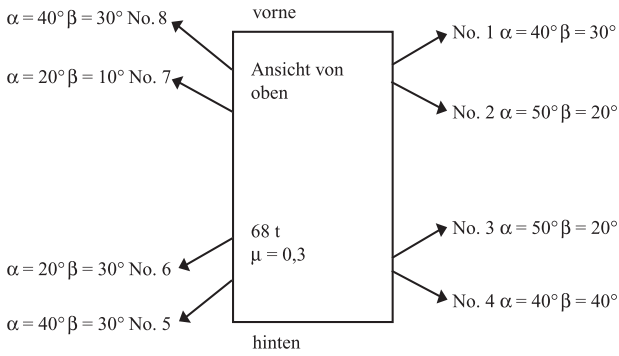 vorne
α = 40° β = 30° No. 8
No. 1 α = 40° β = 30°
Ansicht von
oben
α = 20° β = 10° No. 7
No. 2 α = 50° β = 20°
68 t
μ = 0,3
No. 3 α = 50° β = 20°
α = 20° β = 30° No. 6
No. 4 α = 40° β = 40°
α = 40° β = 30° No. 5
hinten